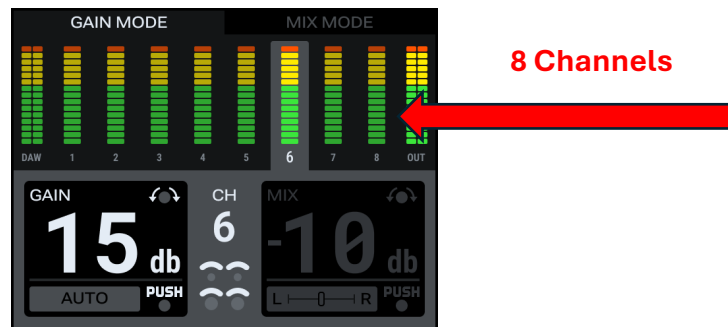 GAIN MODE MIX MODE
8 Channels
DAW 1 2 3 4 5 6 7 8 OUT
GAIN CH MIX
15 db 6 -10 db
AUTO PUSH L 0 R PUSH